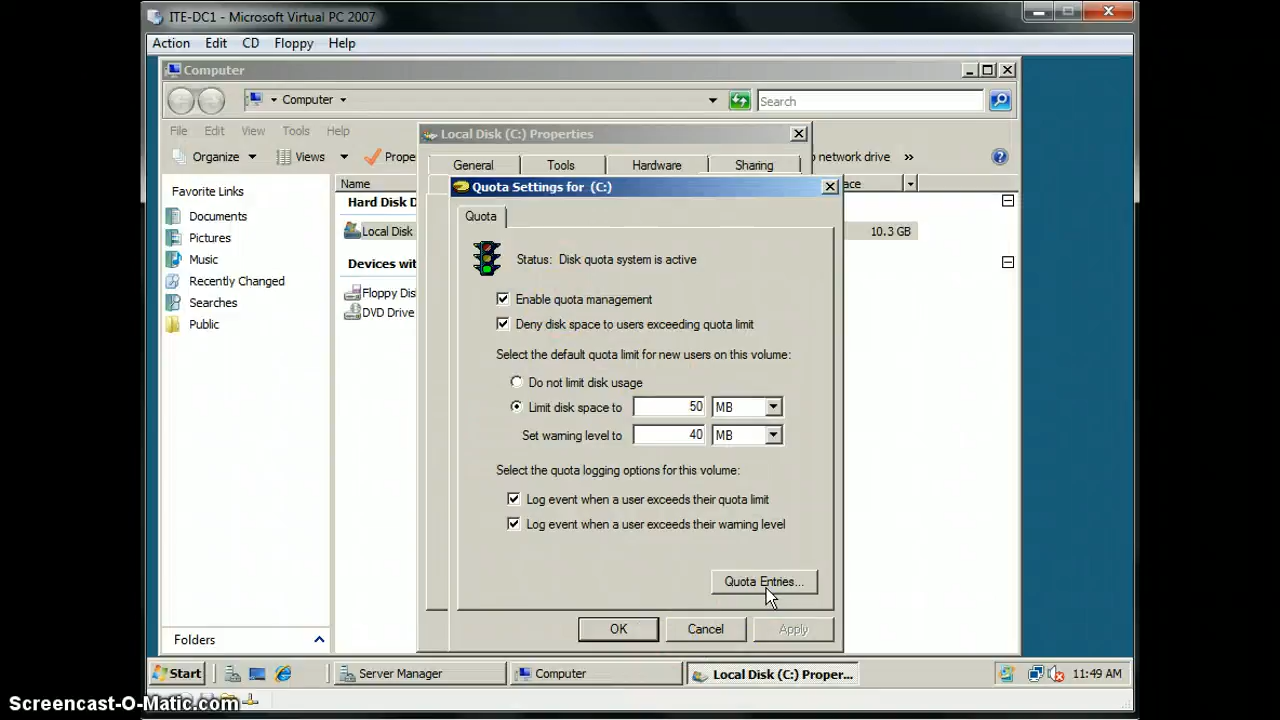 ITE-DC1 - Microsoft Virtual PC 2007
Action Edit CD Floppy Help
Computer
Computer
Search
File Edit View Tools Help
Organize Views Prope network drive »
Local Disk (C:) Properties
General Tools Hardware Sharing
Favorite Links
Documents
Pictures
Music
Recently Changed
Searches
Public
Folders
Name
Hard Disk D
Local Disk 10.3 GB
Devices wit
Floppy Dis
DVD Drive
Quota Settings for (C:)
Quota
Status: Disk quota system is active
Enable quota management
Deny disk space to users exceeding quota limit
Select the default quota limit for new users on this volume:
Do not limit disk usage
Limit disk space to 50 MB
Set warning level to 40 MB
Select the quota logging options for this volume:
Log event when a user exceeds their quota limit
Log event when a user exceeds their warning level
Quota Entries...
OK Cancel Apply
Start Server Manager Computer Local Disk (C:) Proper... 11:49 AM
Screencast-O-Matic.com